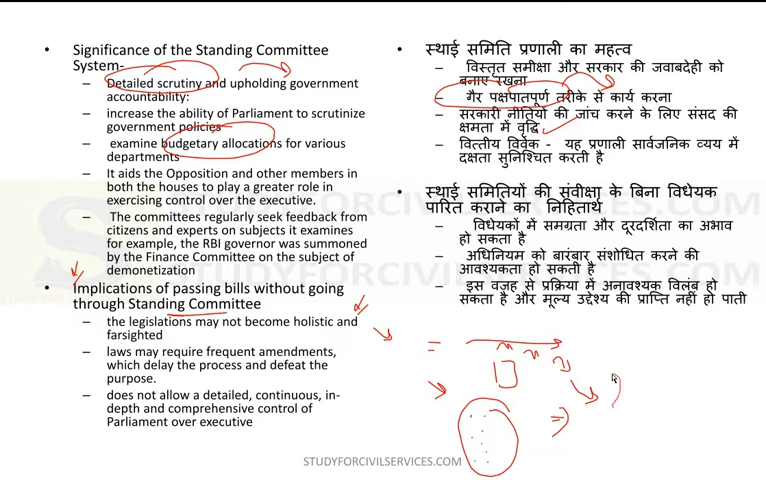 Significance of the Standing Committee
System-
Detailed scrutiny and upholding government
accountability:
increase the ability of Parliament to scrutinize
government policies
examine budgetary allocations for various
departments
It aids the Opposition and other members in
both the houses to play a greater role in
exercising control over the executive.
The committees regularly seek feedback from
citizens and experts on subjects it examines
for example, the RBI governor was summoned
by the Finance Committee on the subject of
demonetization
Implications of passing bills without going
through Standing Committee
the legislations may not become holistic and
farsighted
laws may require frequent amendments,
which delay the process and defeat the
purpose.
does not allow a detailed, continuous, in-
depth and comprehensive control of
Parliament over executive
स्थाई समिति प्रणाली का महत्व
विस्तृत समीक्षा और सरकार की जवाबदेही को
बनाए रखना
गैर पक्षपातपूर्ण तरीके से कार्य करना
सरकारी नीतियों की जांच करने के लिए संसद की
क्षमता में वृद्धि
वित्तीय विवेक - यह प्रणाली सार्वजनिक व्यय में
दक्षता सुनिश्चित करती है
स्थाई समितियों की संवीक्षा के बिना विधेयक
पारित कराने का निहितार्थ
विधेयकों में समग्रता और दूरदर्शिता का अभाव
हो सकता है
अधिनियम को बारंबार संशोधित करने की
आवश्यकता हो सकती है
इस वजह से प्रक्रिया में अनावश्यक विलंब हो
सकता है और मूल्य उद्देश्य की प्राप्ति नहीं हो पाती
STUDYFORCIVILSERVICES.COM